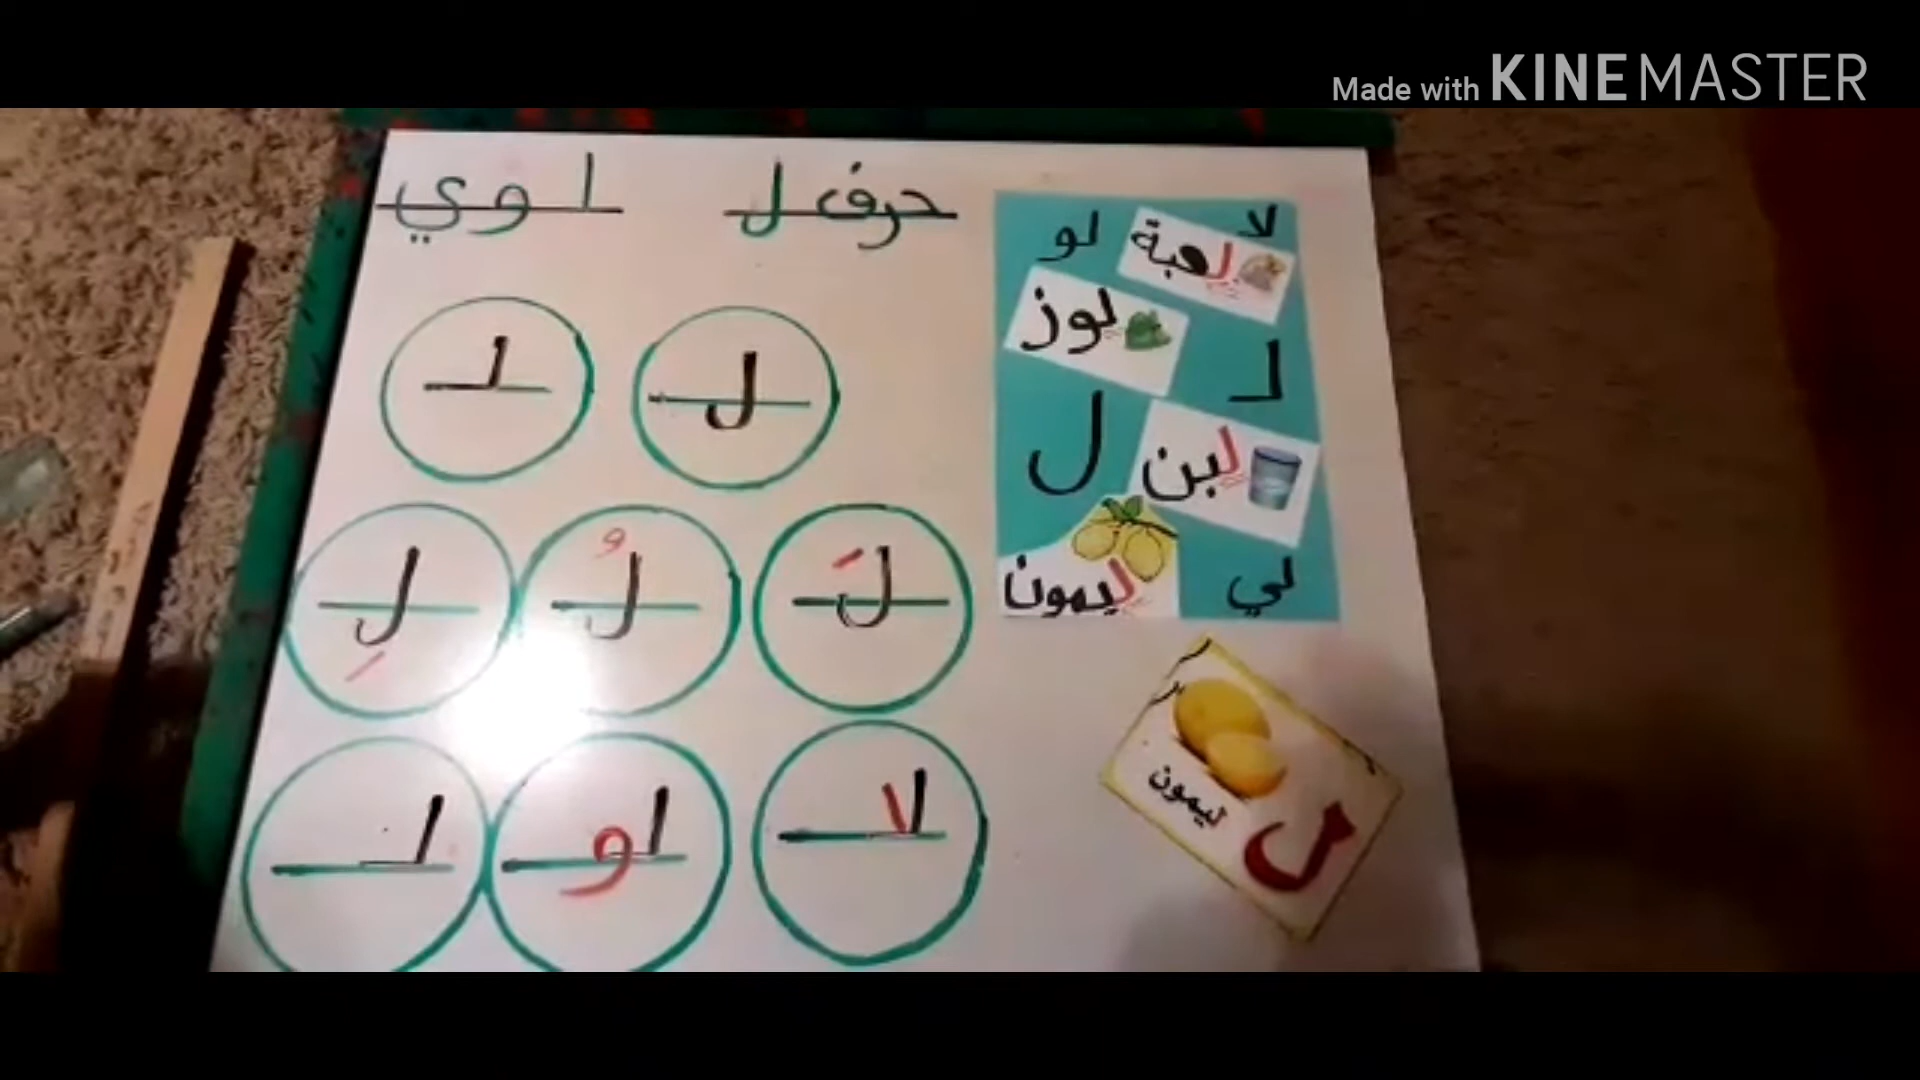 Made with KINEMASTER
حرف ل
ا و ي
ل
لـ
لَ
لُ
لِ
لا
لو
لـ
لا
لعبة
لو
لوز
لـ
ل
لبن
ليمون
لي
ل
ليمون